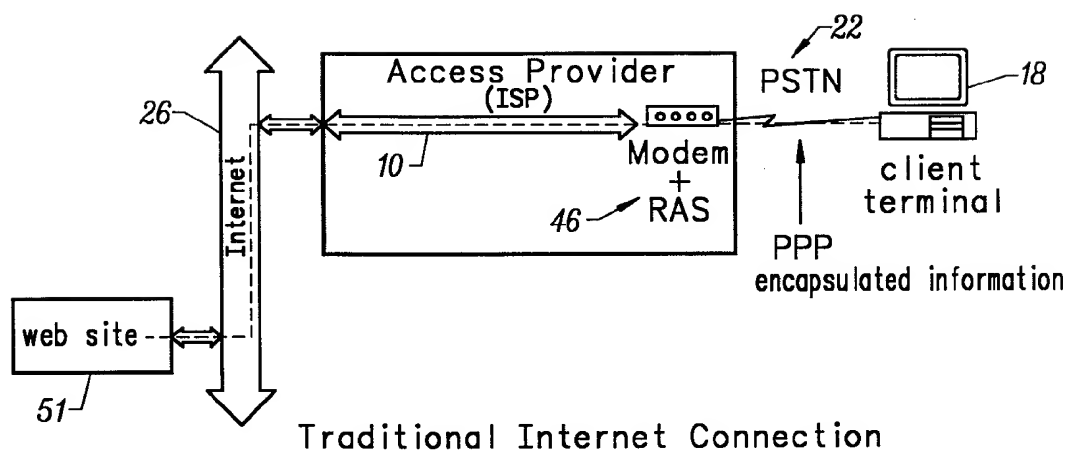 22
PSTN
18
Access Provider
(ISP)
26
10
Modem
+
RAS
46
client
terminal
Internet
PPP
encapsulated information
web site
51
Traditional Internet Connection